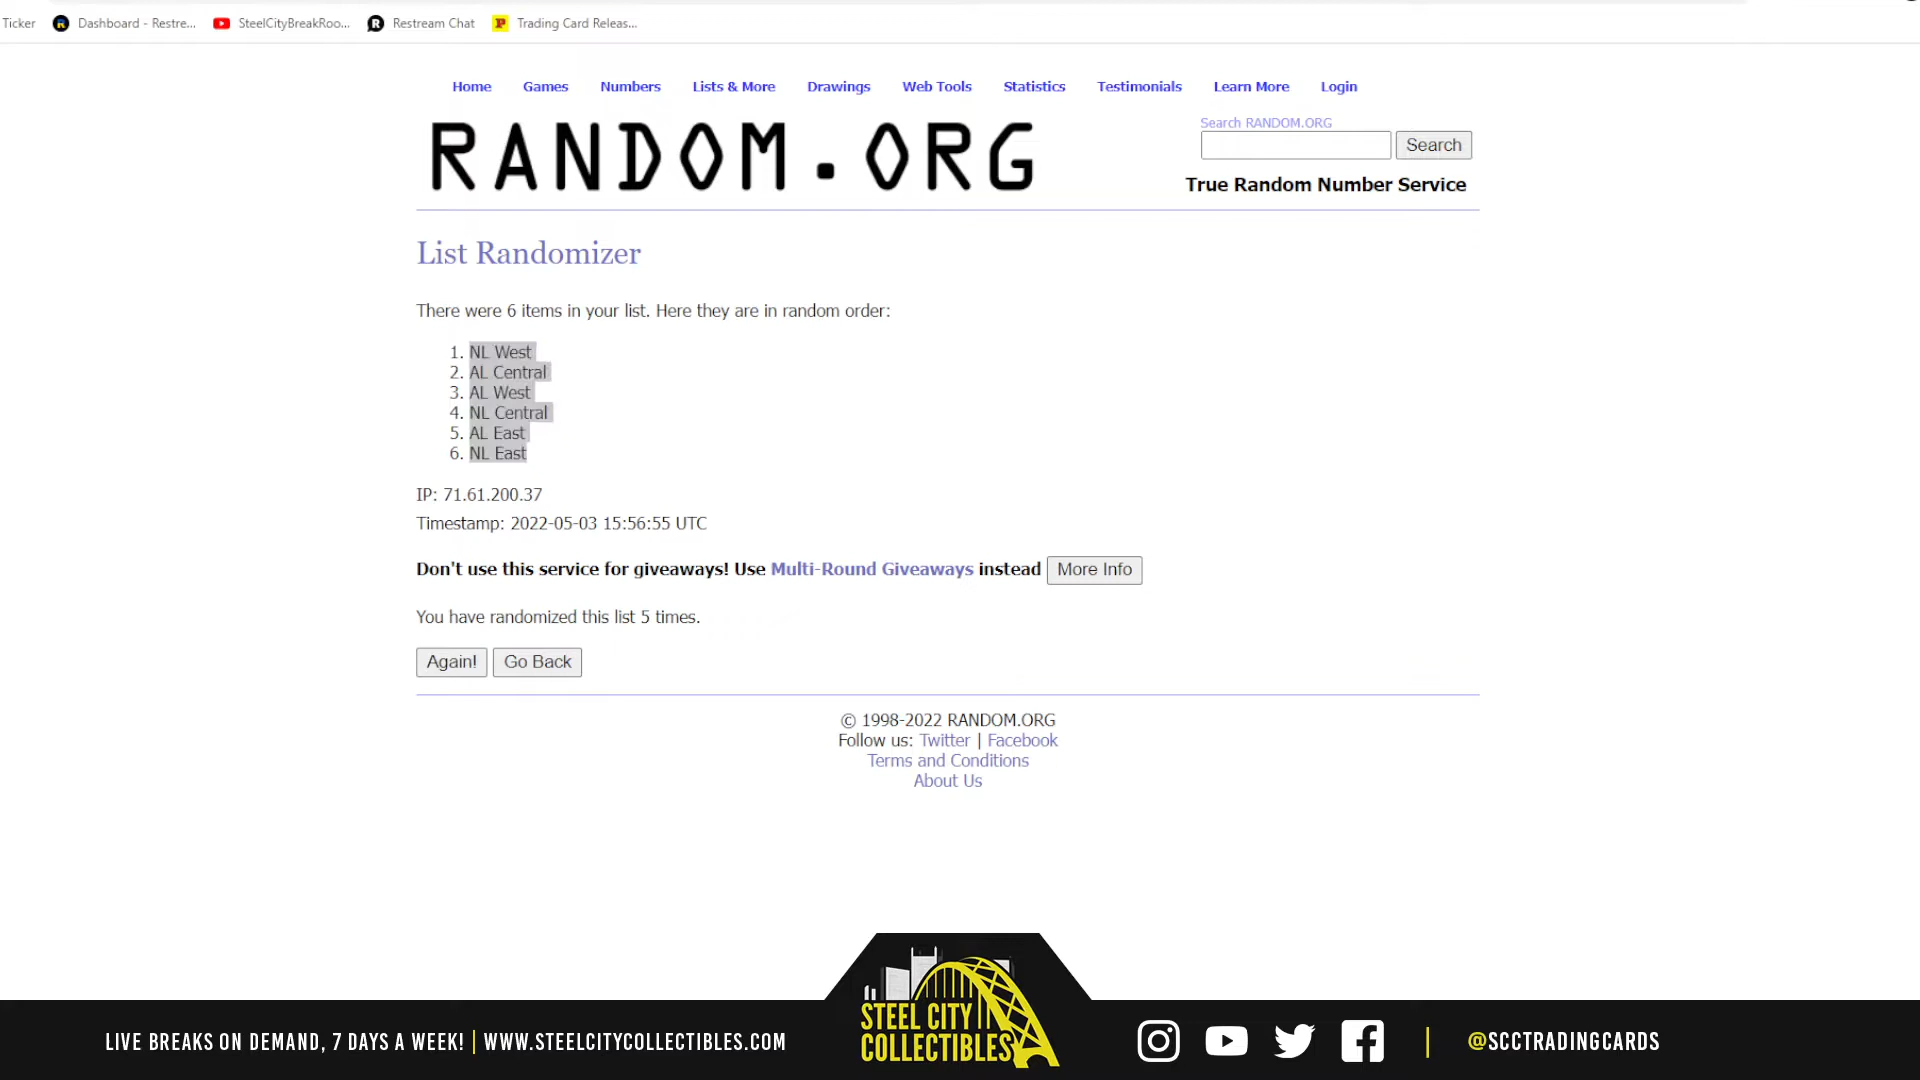 Ticker Dashboard - Restre... SteelCityBreakRoo... Restream Chat Trading Card Releas...
Home Games Numbers Lists & More Drawings Web Tools Statistics Testimonials Learn More Login
RANDOM.ORG
Search RANDOM.ORG
Search
True Random Number Service
List Randomizer
There were 6 items in your list. Here they are in random order:
1. NL West
2. AL Central
3. AL West
4. NL Central
5. AL East
6. NL East
IP: 71.61.200.37
Timestamp: 2022-05-03 15:56:55 UTC
Don't use this service for giveaways! Use Multi-Round Giveaways instead More Info
You have randomized this list 5 times.
Again! Go Back
© 1998-2022 RANDOM.ORG
Follow us: Twitter | Facebook
Terms and Conditions
About Us
LIVE BREAKS ON DEMAND, 7 DAYS A WEEK! | WWW.STEELCITYCOLLECTIBLES.COM
STEEL CITY
COLLECTIBLES
| @SCCTRADINGCARDS